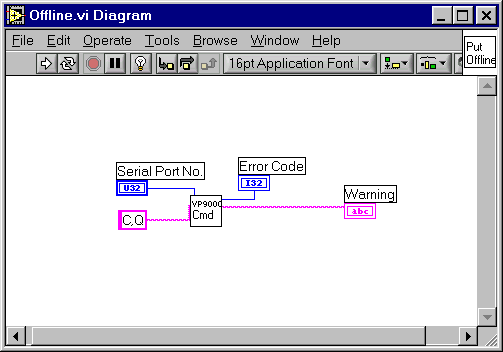 Offline.vi Diagram
File Edit Operate Tools Browse Window Help
Put
Offline
16pt Application Font
Serial Port No.
U32
Error Code
I32
VP9000
Cmd
C,Q
Warning
abc